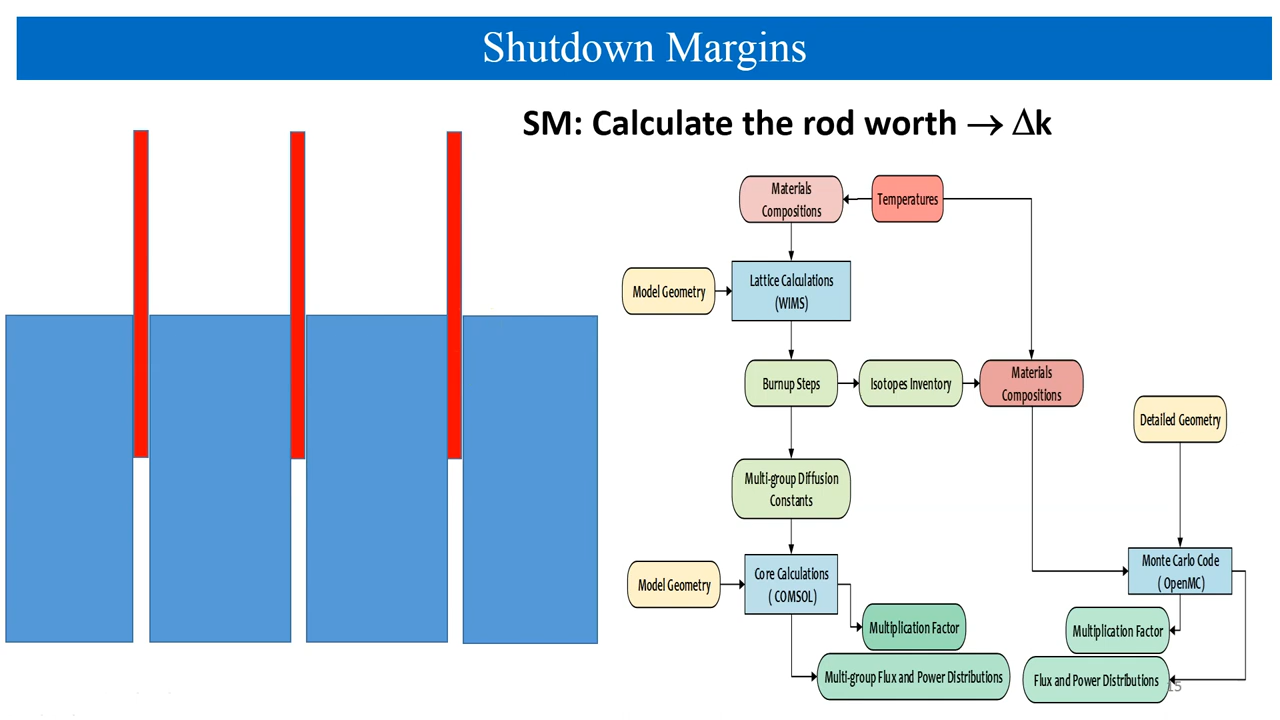 Shutdown Margins
SM: Calculate the rod worth → Δk
Materials
Compositions
Temperatures
Model Geometry
Lattice Calculations
(WIMS)
Burnup Steps
Isotopes Inventory
Materials
Compositions
Detailed Geometry
Multi-group Diffusion
Constants
Model Geometry
Core Calculations
( COMSOL)
Monte Carlo Code
( OpenMC)
Multiplication Factor
Multiplication Factor
Multi-group Flux and Power Distributions
Flux and Power Distributions
15